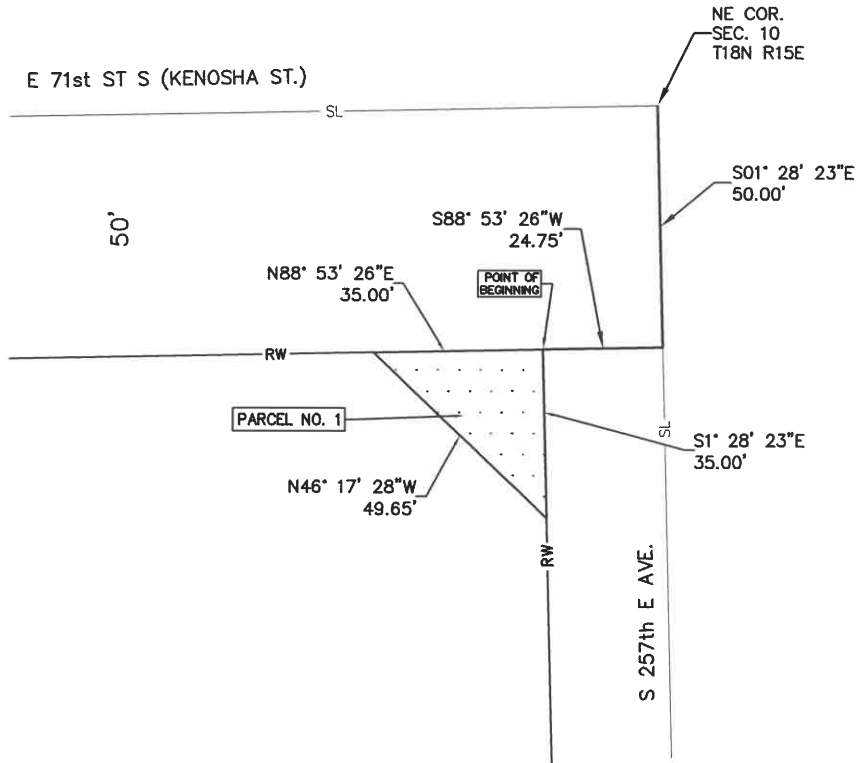 NE COR.
SEC. 10
T18N R15E
E 71st ST S (KENOSHA ST.)
SL
S01° 28' 23"E
50.00'
50'
S88° 53' 26"W
24.75'
N88° 53' 26"E
35.00'
POINT OF
BEGINNING
RW
PARCEL NO. 1
SL
S1° 28' 23"E
35.00'
N46° 17' 28"W
49.65'
RW
S 257th E AVE.